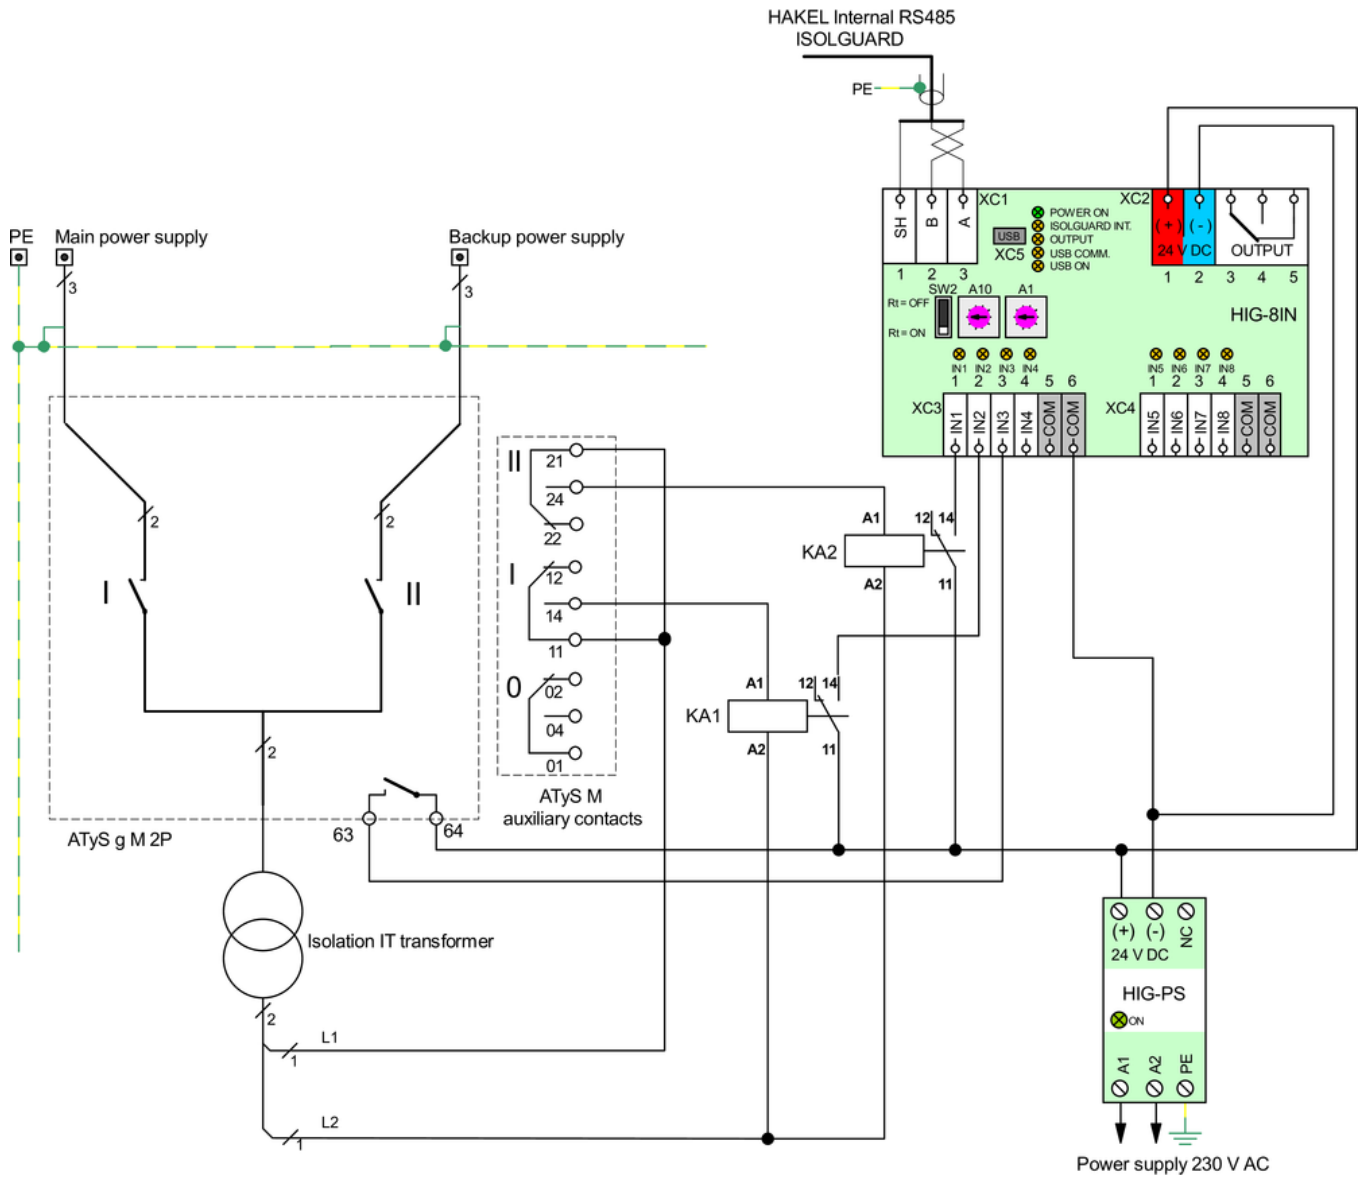 HAKEL Internal RS485
ISOLGUARD
PE
XC1
XC2
SH
B
A
1
2
3
USB
XC5
POWER ON
ISOLGUARD INT.
OUTPUT
USB COMM.
USB ON
(+)
(-)
24 V DC
OUTPUT
1
2
3
4
5
SW2
A10
A1
Rt = OFF
Rt = ON
HIG-8IN
IN1
IN2
IN3
IN4
1
2
3
4
5
6
IN5
IN6
IN7
IN8
1
2
3
4
5
6
XC3
IN1
IN2
IN3
IN4
COM
COM
XC4
IN5
IN6
IN7
IN8
COM
COM
PE
Main power supply
Backup power supply
3
3
2
2
I
II
2
63
64
ATyS g M 2P
II
21
24
22
I
12
14
11
0
02
04
01
ATyS M
auxiliary contacts
A1
KA2
A2
12
14
11
A1
KA1
A2
12
14
11
Isolation IT transformer
2
L1
1
L2
1
(+)
(-)
NC
24 V DC
HIG-PS
ON
A1
A2
PE
Power supply 230 V AC